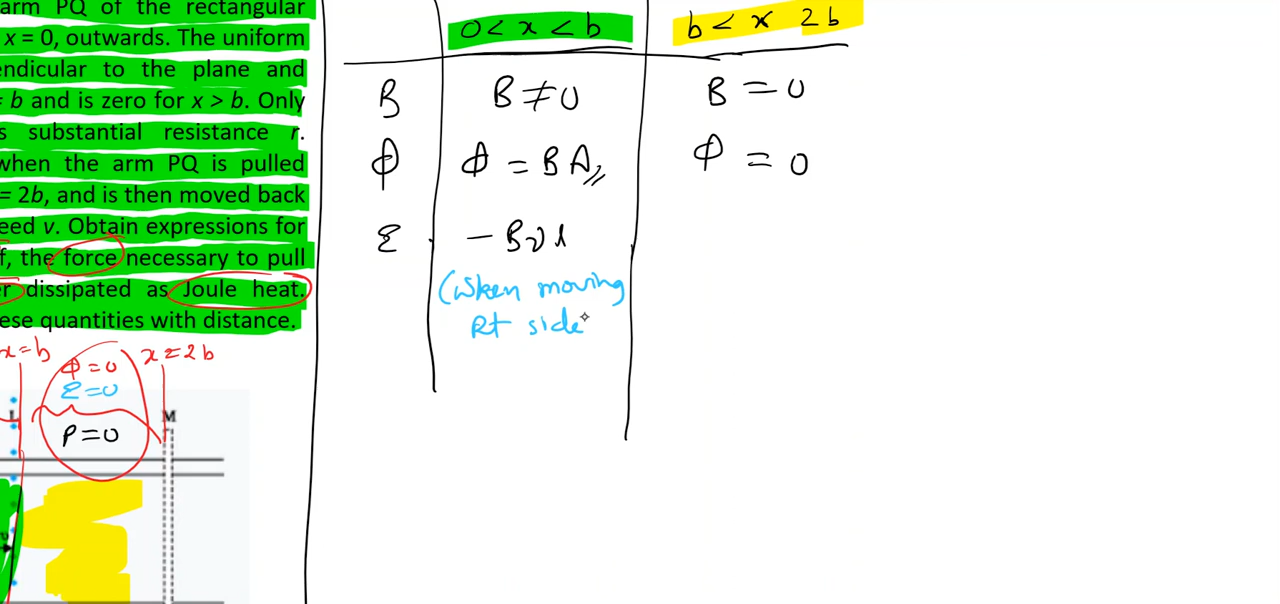 arm PQ of the rectangular
x = 0, outwards. The uniform
endicular to the plane and
= b and is zero for x > b. Only
s substantial resistance r.
when the arm PQ is pulled
= 2b, and is then moved back
eed v. Obtain expressions for
f, the force necessary to pull
er dissipated as Joule heat.
ese quantities with distance.
0 < x < b
b < x 2b
B
B ≠ 0
B = 0
Φ
Φ = BA
Φ = 0
ε
- Bvl
(when moving
Rt side
x = b
Φ = 0
x = 2b
ε = 0
L
M
P = 0